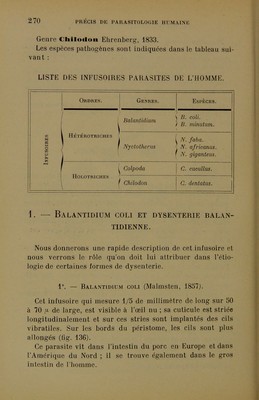 270 PRÉCIS DE PARASITOLOGIE HUMAINE
Genre Chilodon Ehrenberg, 1833.
Les espèces pathogènes sont indiquées dans le tableau sui-
vant :
LISTE DES INFUSOIRES PARASITES DE L'HOMME.
ORDRES. GENRES. ESPÈCES.
INFUSOIRES
HÉTÉROTRICHES
Balantidium
B. coli.
B. minutum.
Nyctotherus
N. faba.
N. africanus.
N. giganteus.
HOLOTRICHES
Colpoda C. cucullus.
Chilodon C. dentatus.
1. — BALANTIDIUM COLI ET DYSENTERIE BALAN-
TIDIENNE.
Nous donnerons une rapide description de cet infusoire et
nous verrons le rôle qu'on doit lui attribuer dans l'étio-
logie de certaines formes de dysenterie.
1°. — BALANTIDIUM COLI (Malmsten, 1857).
Cet infusoire qui mesure 1/5 de millimètre de long sur 50
à 70 µ de large, est visible à l'œil nu ; sa cuticule est striée
longitudinalement et sur ces stries sont implantés des cils
vibratiles. Sur les bords du péristome, les cils sont plus
allongés (fig. 136).
Ce parasite vit dans l'intestin du porc en Europe et dans
l'Amérique du Nord ; il se trouve également dans le gros
intestin de l'homme.